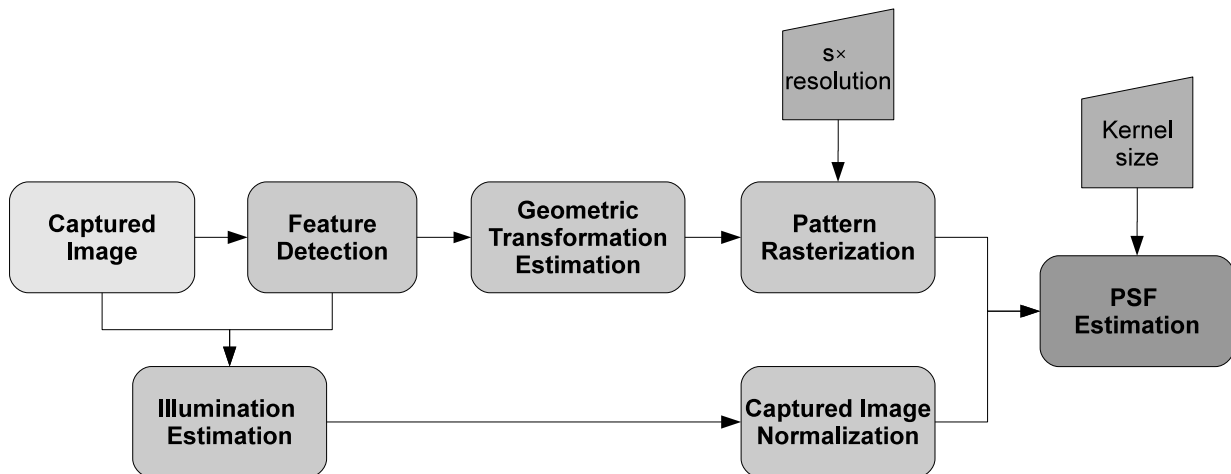 s×
resolution
Kernel
size
Captured
Image
Feature
Detection
Geometric
Transformation
Estimation
Pattern
Rasterization
PSF
Estimation
Illumination
Estimation
Captured Image
Normalization